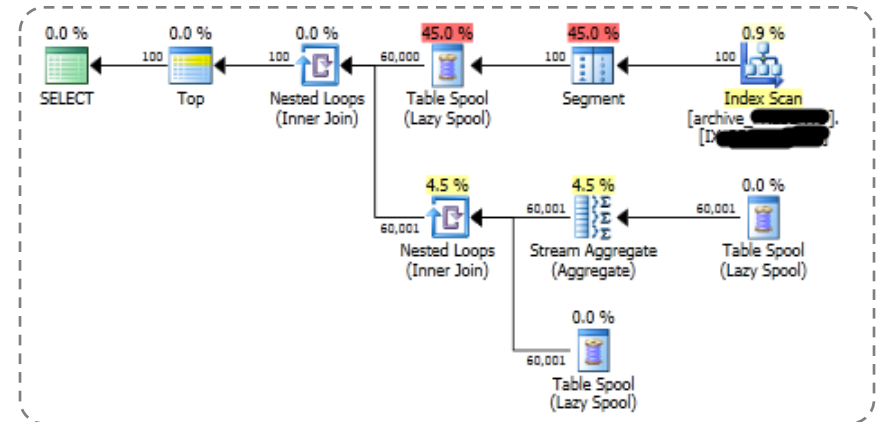 0.0 %
SELECT
100
0.0 %
Top
100
0.0 %
Nested Loops
(Inner Join)
60,000
45.0 %
Table Spool
(Lazy Spool)
100
45.0 %
Segment
100
0.9 %
Index Scan
[archive_ ].
60,001
4.5 %
Nested Loops
(Inner Join)
60,001
4.5 %
Stream Aggregate
(Aggregate)
60,001
0.0 %
Table Spool
(Lazy Spool)
60,001
0.0 %
Table Spool
(Lazy Spool)